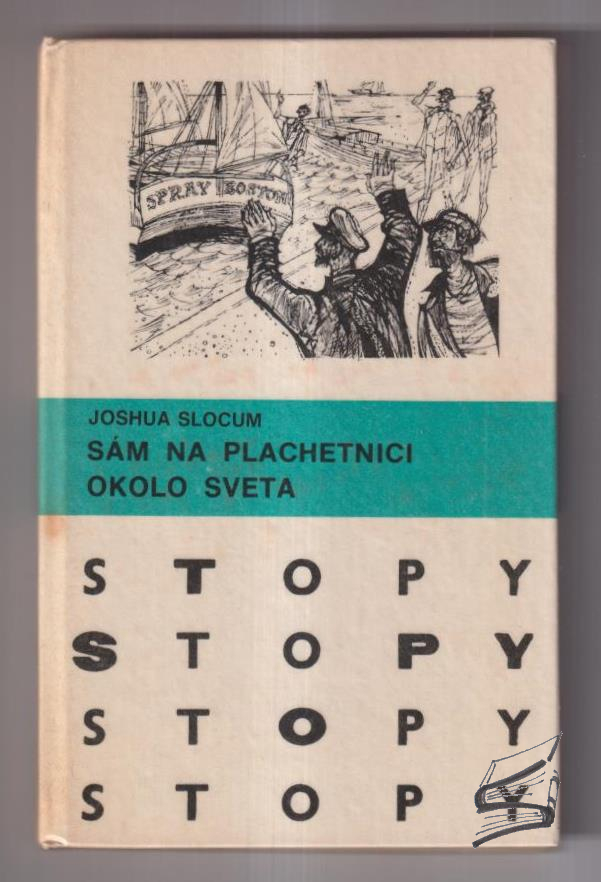 SPRAY BOSTON
JOSHUA SLOCUM
SÁM NA PLACHETNICI
OKOLO SVETA
S T O P Y
S T O P Y
S T O P Y
S T O P Y